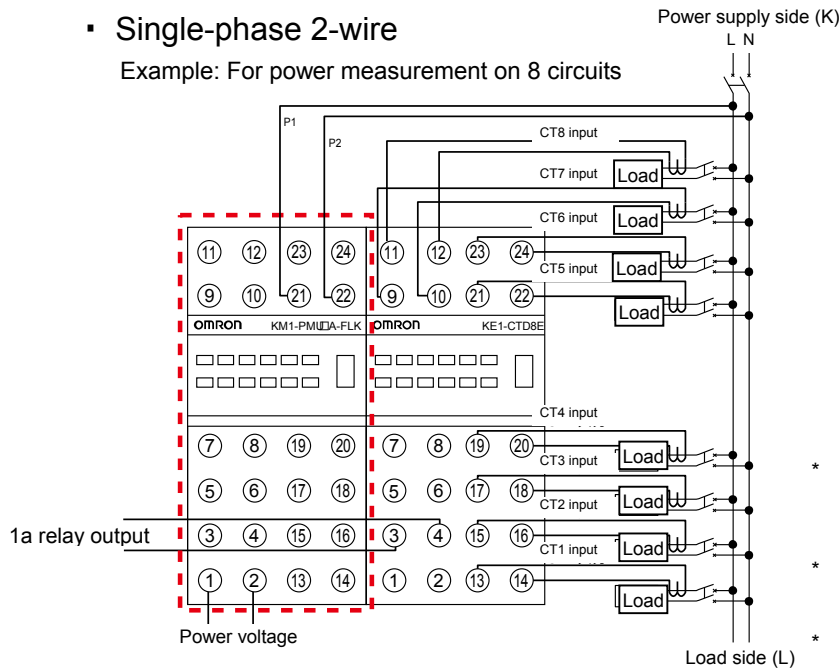 ▪ Single-phase 2-wire
Power supply side (K)
L N
Example: For power measurement on 8 circuits
P1
P2
CT8 input
CT7 input
Load
CT6 input
Load
⑪ ⑫ ㉓ ㉔ ⑪ ⑫ ㉓ ㉔
CT5 input
Load
⑨ ⑩ ㉑ ㉒ ⑨ ⑩ ㉑ ㉒
Load
OMRON KM1-PMU□A-FLK OMRON KE1-CTD8E
CT4 input
⑦ ⑧ ⑲ ⑳ ⑦ ⑧ ⑲ ⑳
CT3 input
Load
*
⑤ ⑥ ⑰ ⑱ ⑤ ⑥ ⑰ ⑱
CT2 input
Load
1a relay output
③ ④ ⑮ ⑯ ③ ④ ⑮ ⑯
CT1 input
Load
*
① ② ⑬ ⑭ ① ② ⑬ ⑭
Load
Power voltage
*
Load side (L)